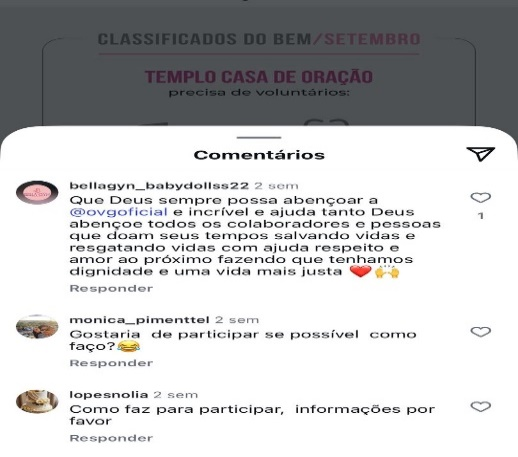 CLASSIFICADOS DO BEM/SETEMBRO
TEMPLO CASA DE ORAÇÃO
precisa de voluntários:
Comentários
bellagyn_babydollss22 2 sem
Que Deus sempre possa abençoar a
@ovgoficial e incrível e ajuda tanto Deus
abençoe todos os colaboradores e pessoas
que doam seus tempos salvando vidas e
resgatando vidas com ajuda respeito e
amor ao próximo fazendo que tenhamos
dignidade e uma vida mais justa ❤️🙌
1
Responder
monica_pimenttel 2 sem
Gostaria de participar se possível como
faço?😂
Responder
lopesnolia 2 sem
Como faz para participar, informações por
favor
Responder